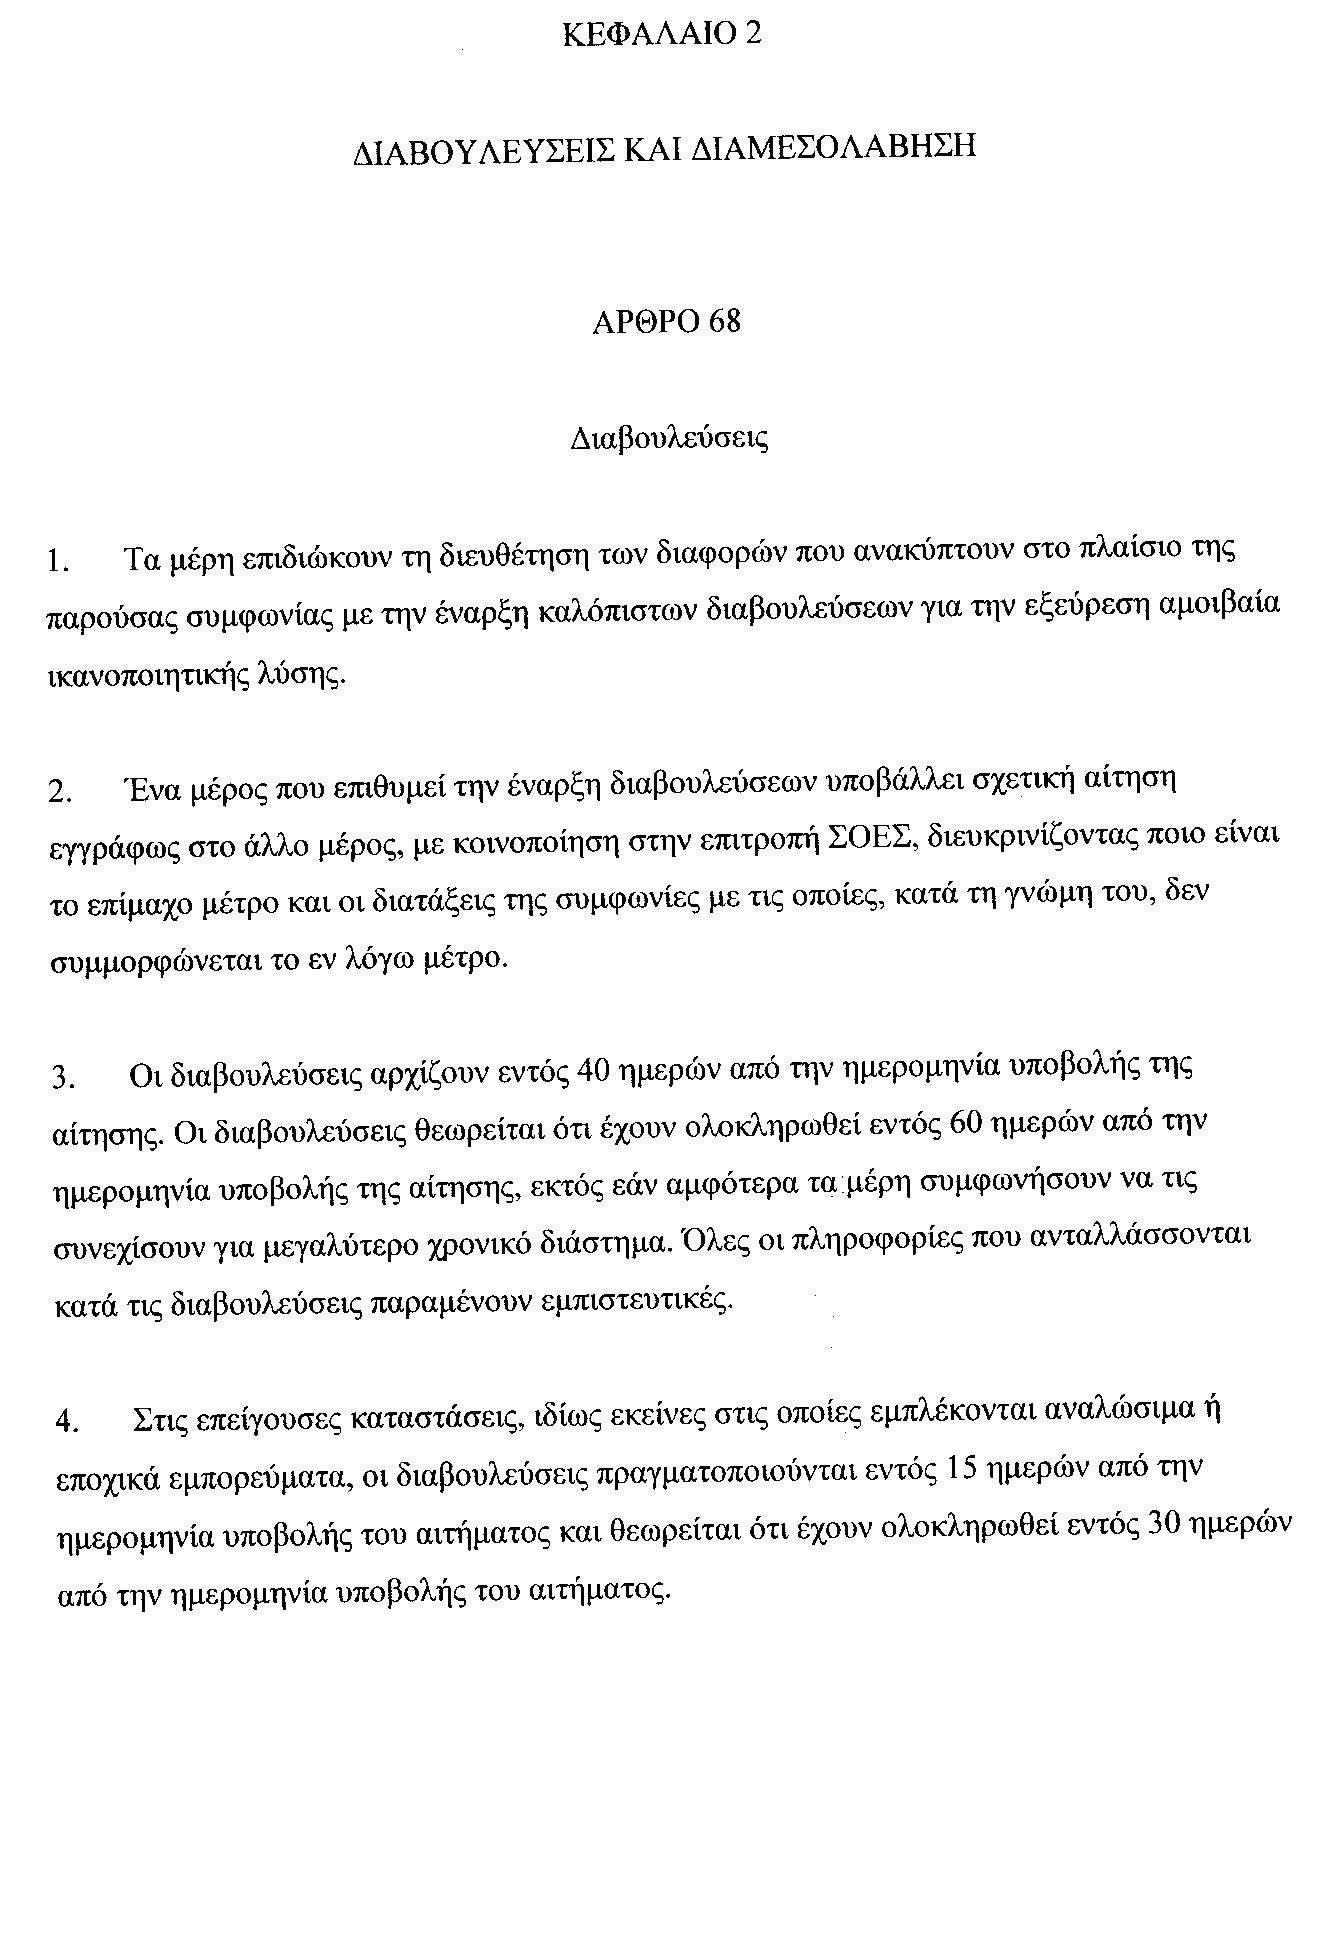 ΚΕΦΑΛΑΙΟ 2
ΔΙΑΒΟΥΛΕΥΣΕΙΣ ΚΑΙ ΔΙΑΜΕΣΟΛΑΒΗΣΗ
ΑΡΘΡΟ 68
Διαβουλεύσεις
1. Τα μέρη επιδιώκουν τη διευθέτηση των διαφορών που ανακύπτουν στο πλαίσιο της
παρούσας συμφωνίας με την έναρξη καλόπιστων διαβουλεύσεων για την εξεύρεση αμοιβαία
ικανοποιητικής λύσης.
2. Ένα μέρος που επιθυμεί την έναρξη διαβουλεύσεων υποβάλλει σχετική αίτηση
εγγράφως στο άλλο μέρος, με κοινοποίηση στην επιτροπή ΣΟΕΣ, διευκρινίζοντας ποιο είναι
το επίμαχο μέτρο και οι διατάξεις της συμφωνίες με τις οποίες, κατά τη γνώμη του, δεν
συμμορφώνεται το εν λόγω μέτρο.
3. Οι διαβουλεύσεις αρχίζουν εντός 40 ημερών από την ημερομηνία υποβολής της
αίτησης. Οι διαβουλεύσεις θεωρείται ότι έχουν ολοκληρωθεί εντός 60 ημερών από την
ημερομηνία υποβολής της αίτησης, εκτός εάν αμφότερα τα μέρη συμφωνήσουν να τις
συνεχίσουν για μεγαλύτερο χρονικό διάστημα. Όλες οι πληροφορίες που ανταλλάσσονται
κατά τις διαβουλεύσεις παραμένουν εμπιστευτικές.
4. Στις επείγουσες καταστάσεις, ιδίως εκείνες στις οποίες εμπλέκονται αναλώσιμα ή
εποχικά εμπορεύματα, οι διαβουλεύσεις πραγματοποιούνται εντός 15 ημερών από την
ημερομηνία υποβολής του αιτήματος και θεωρείται ότι έχουν ολοκληρωθεί εντός 30 ημερών
από την ημερομηνία υποβολής του αιτήματος.